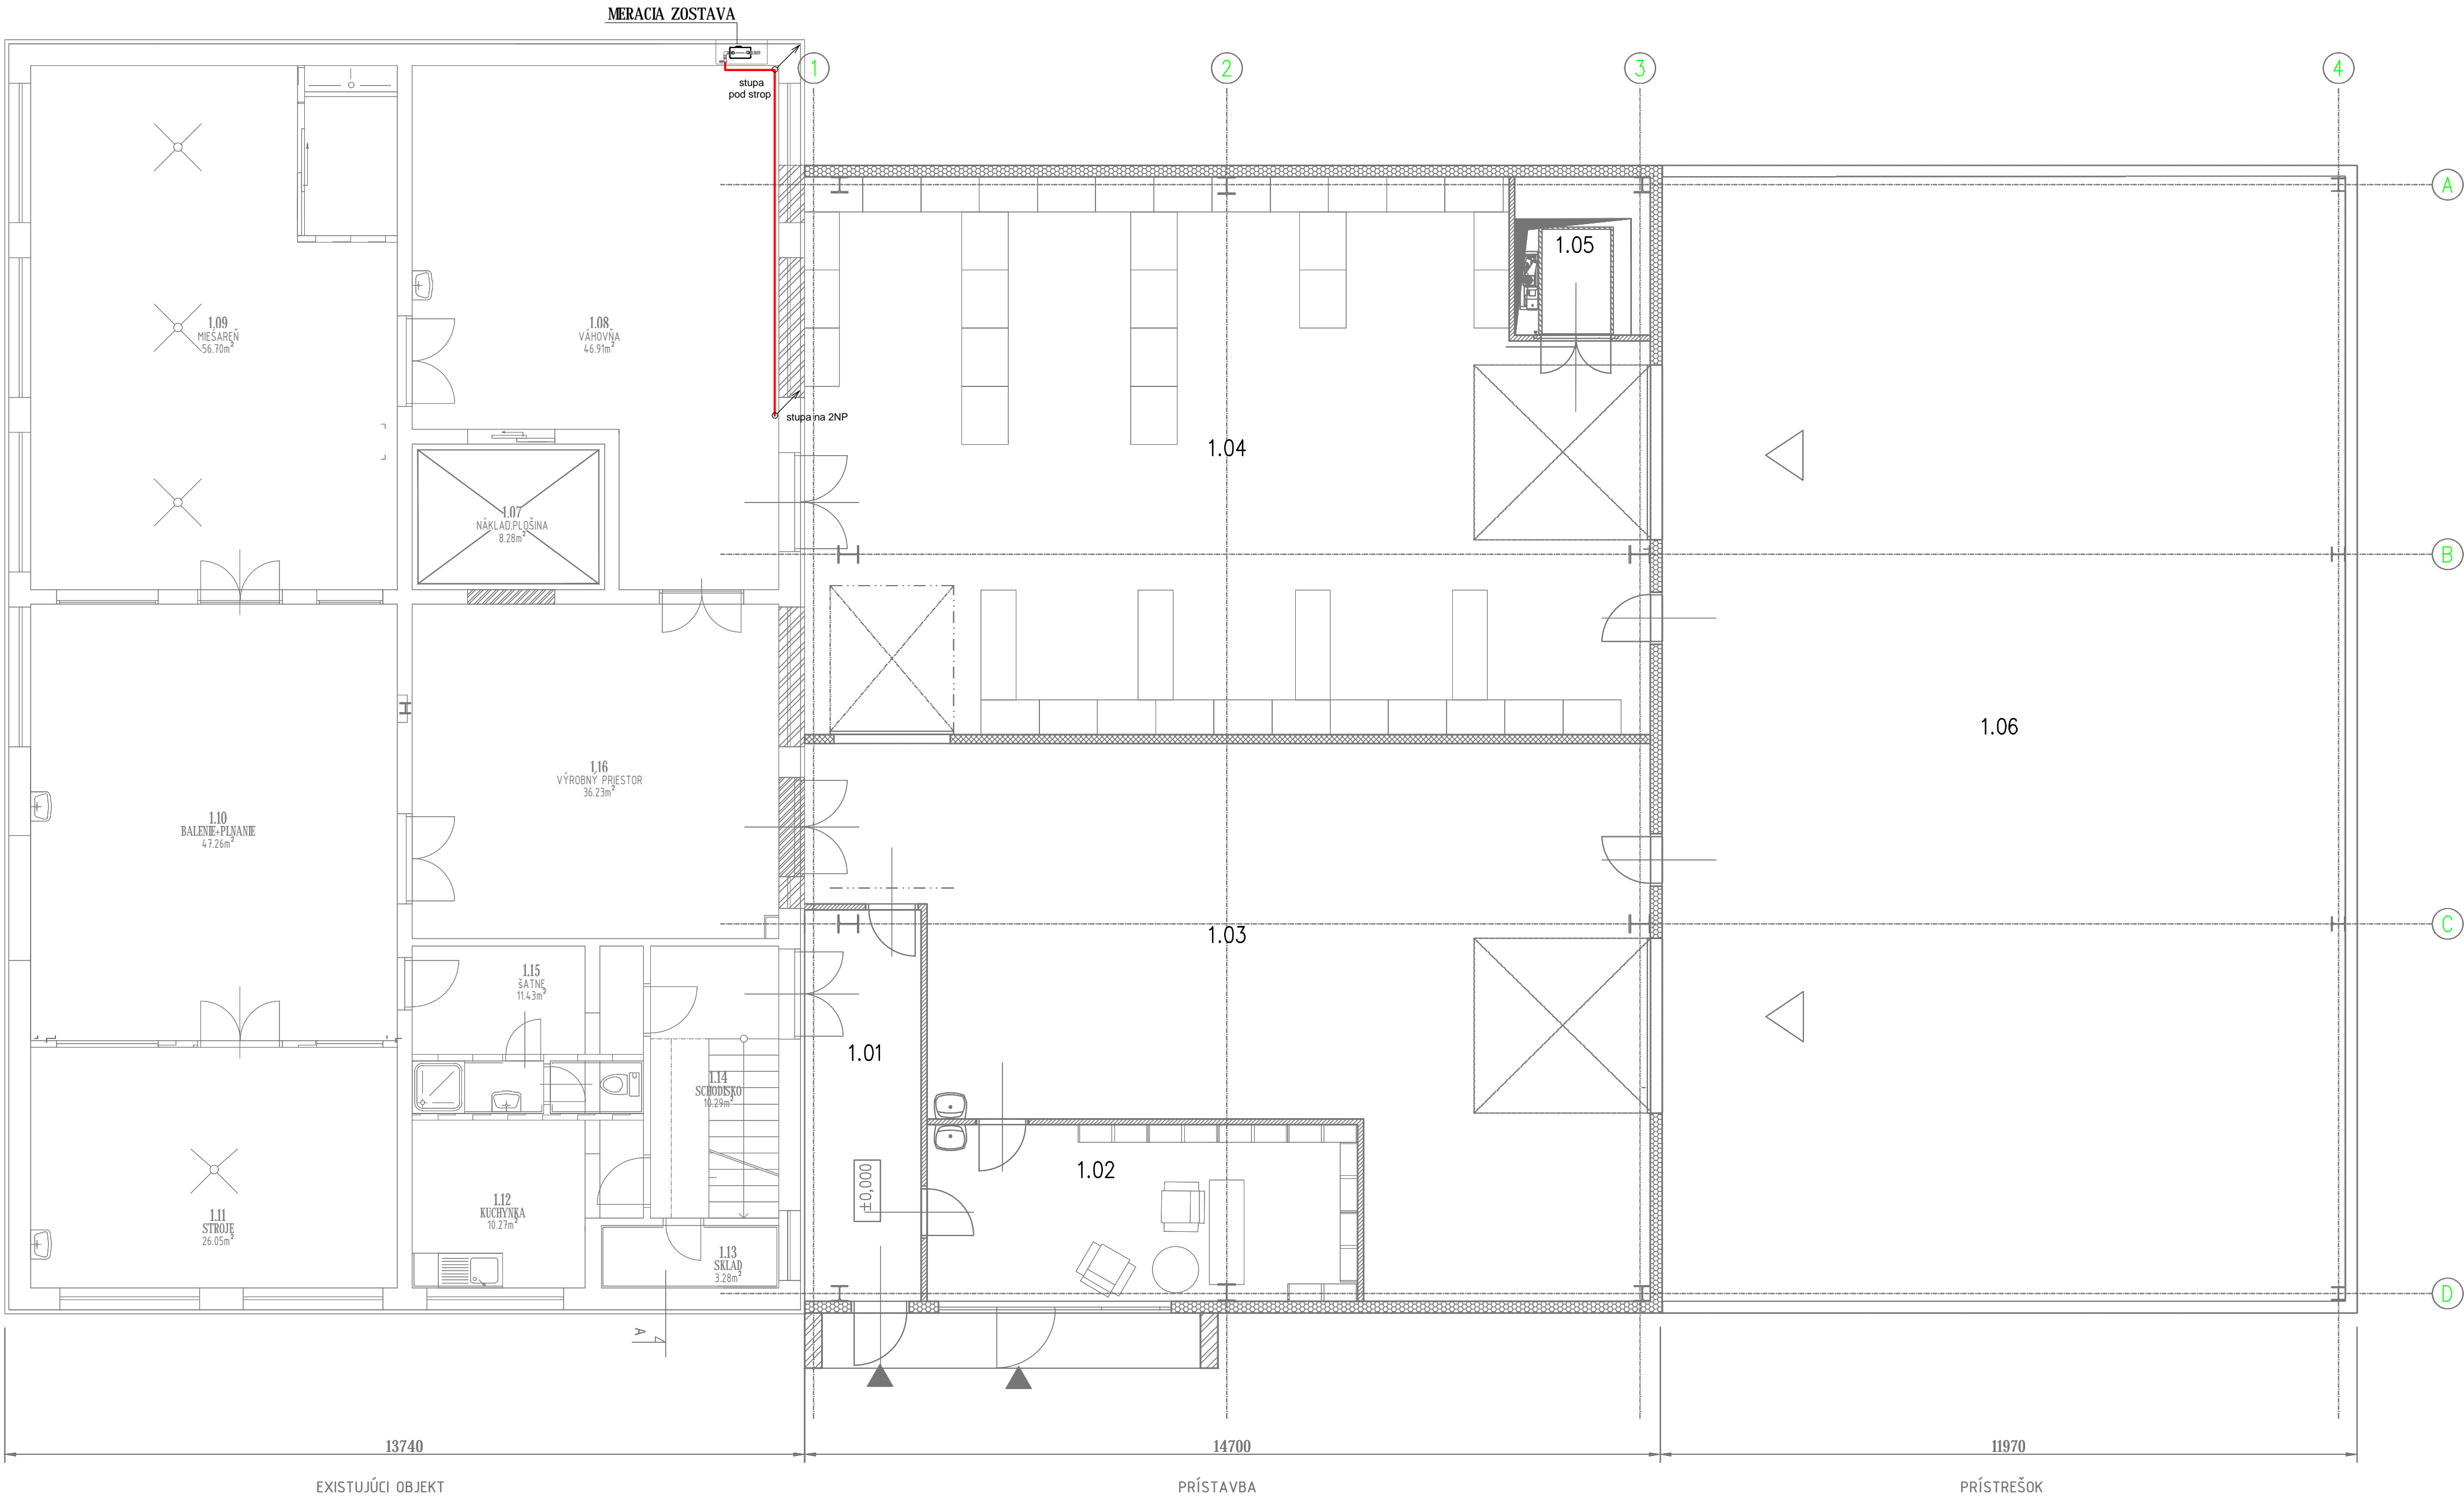 MERACIA ZOSTAVA
1
2
3
4
stupa
pod strop
A
1.05
1.09
MIEŠAREŇ
56.70m²
1.08
VÁHOVŇA
46.91m²
stupa na 2NP
1.04
1.07
NÁKLAD.PLOŠINA
8.28m²
B
1.06
1.16
VÝROBNÝ PRIESTOR
36.23m²
1.10
BALENIE+PLNANIE
47.26m²
C
1.03
1.15
šATNE
11.43m²
1.01
1.14
SCHODISKO
10.29m²
1.02
±0,000
1.12
KUCHYNKA
10.27m²
1.11
STROJE
26.05m²
1.13
SKLAD
3.28m²
D
A
13740
14700
11970
EXISTUJÚCI OBJEKT
PRÍSTAVBA
PRÍSTREŠOK